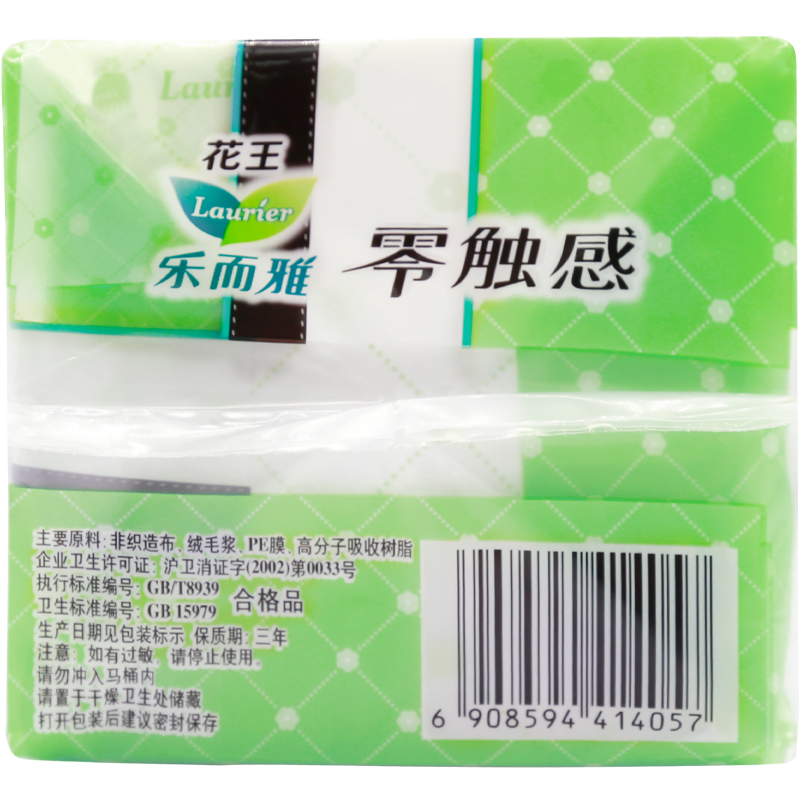 Laurier
花王
Laurier
乐而雅
零触感
主要原料:非织造布、绒毛浆、PE膜、高分子吸收树脂
企业卫生许可证：沪卫消证字(2002)第0033号
执行标准编号：GB/T8939
卫生标准编号：GB 15979
合格品
生产日期见包装标示 保质期：三年
注意：如有过敏，请停止使用。
请勿冲入马桶内
请置于干燥卫生处储藏
打开包装后建议密封保存
6 908594 414057